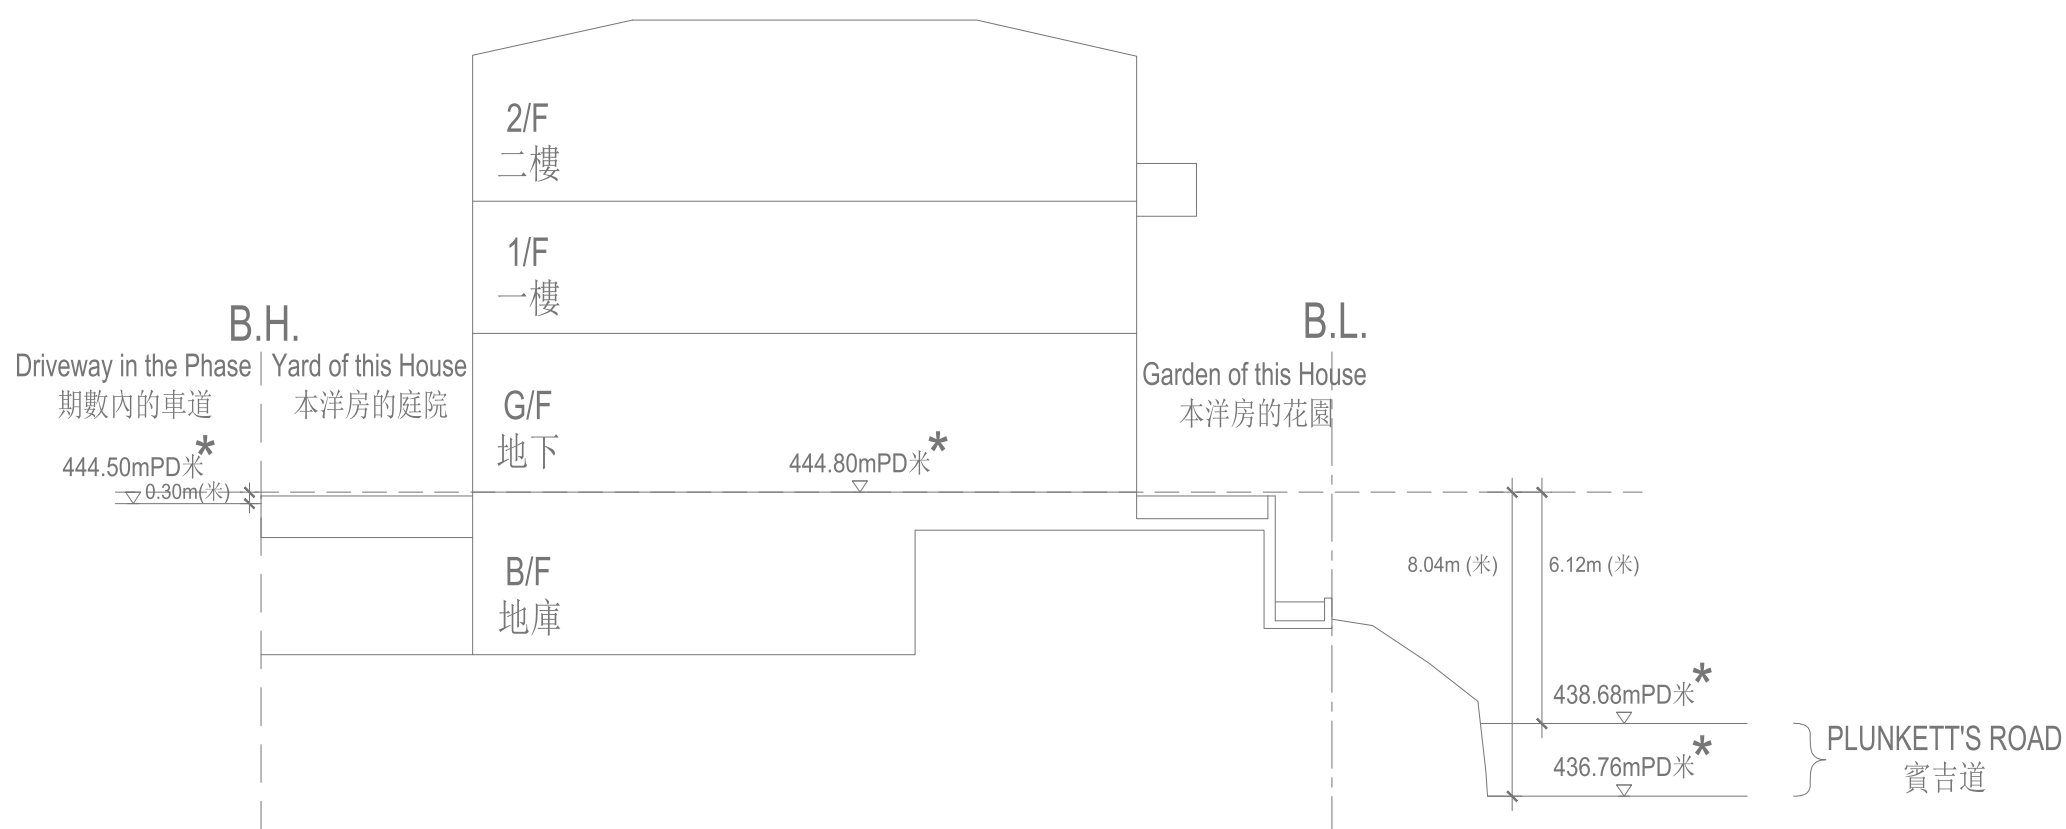 2/F
二樓
1/F
一樓
B.H.
B.L.
Driveway in the Phase
期數內的車道
Yard of this House
本洋房的庭院
Garden of this House
本洋房的花園
G/F
地下
444.50mPD米*
0.30m(米)
444.80mPD米*
B/F
地庫
8.04m (米)
6.12m (米)
438.68mPD米*
436.76mPD米*
PLUNKETT'S ROAD
賓吉道